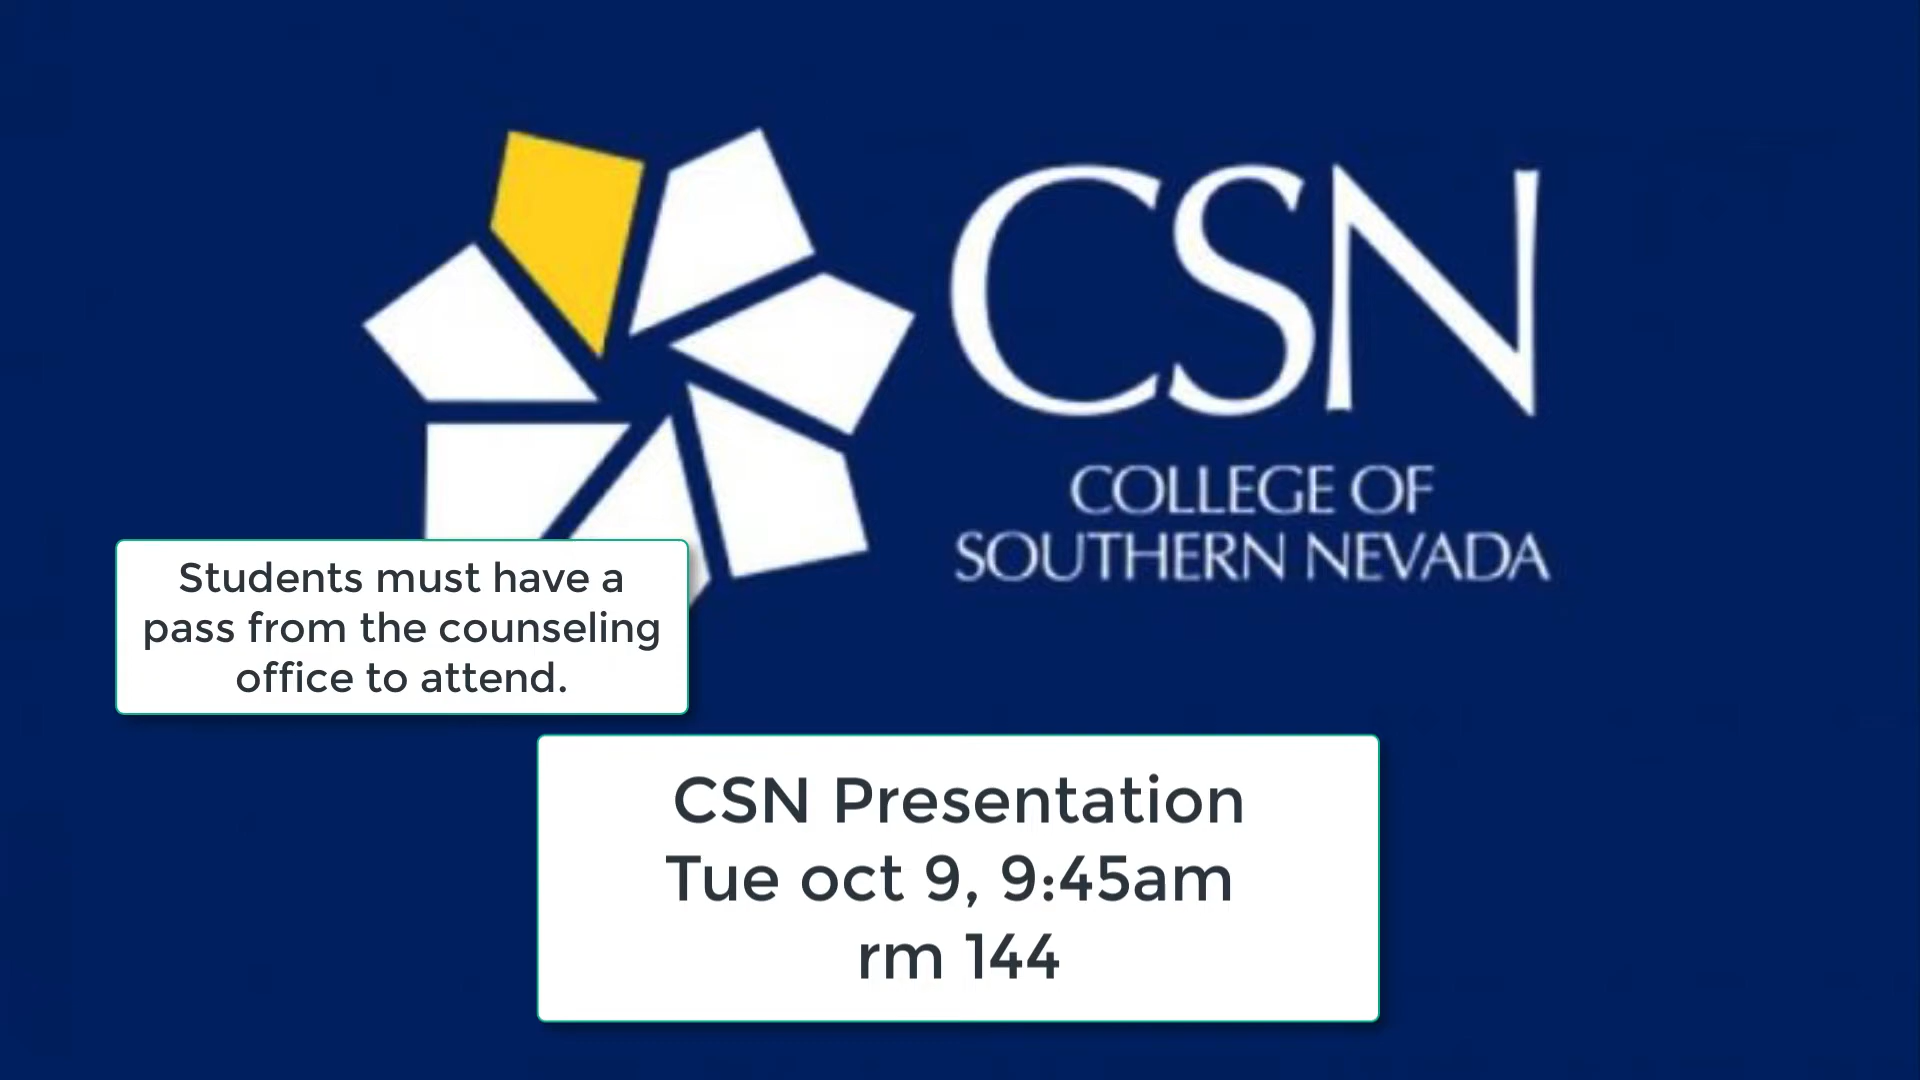 CSN
COLLEGE OF
SOUTHERN NEVADA
Students must have a
pass from the counseling
office to attend.
CSN Presentation
Tue oct 9, 9:45am
rm 144